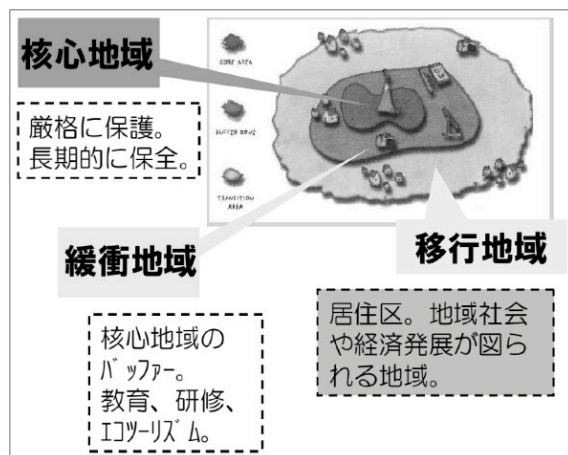 核心地域
厳格に保護。
長期的に保全。
CORE AREA
BUFFER ZONE
TRANSITION
AREA
緩衝地域
核心地域の
バッファー。
教育、研修、
エコツーリズム。
移行地域
居住区。地域社会
や経済発展が図ら
れる地域。